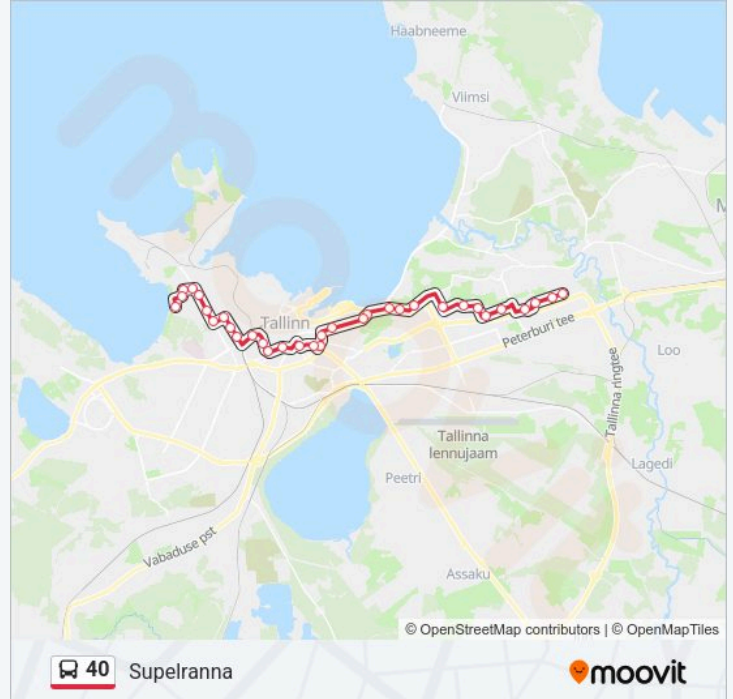 Haabneeme
Viimsi
M
Tallinn
Peterburi tee
Loo
Tallinna ringtee
Tallinna
lennujaam
Lagedi
Peetri
Vabaduse pst
Assaku
© OpenStreetMap contributors | © OpenMapTiles
40 Supelranna
moovit